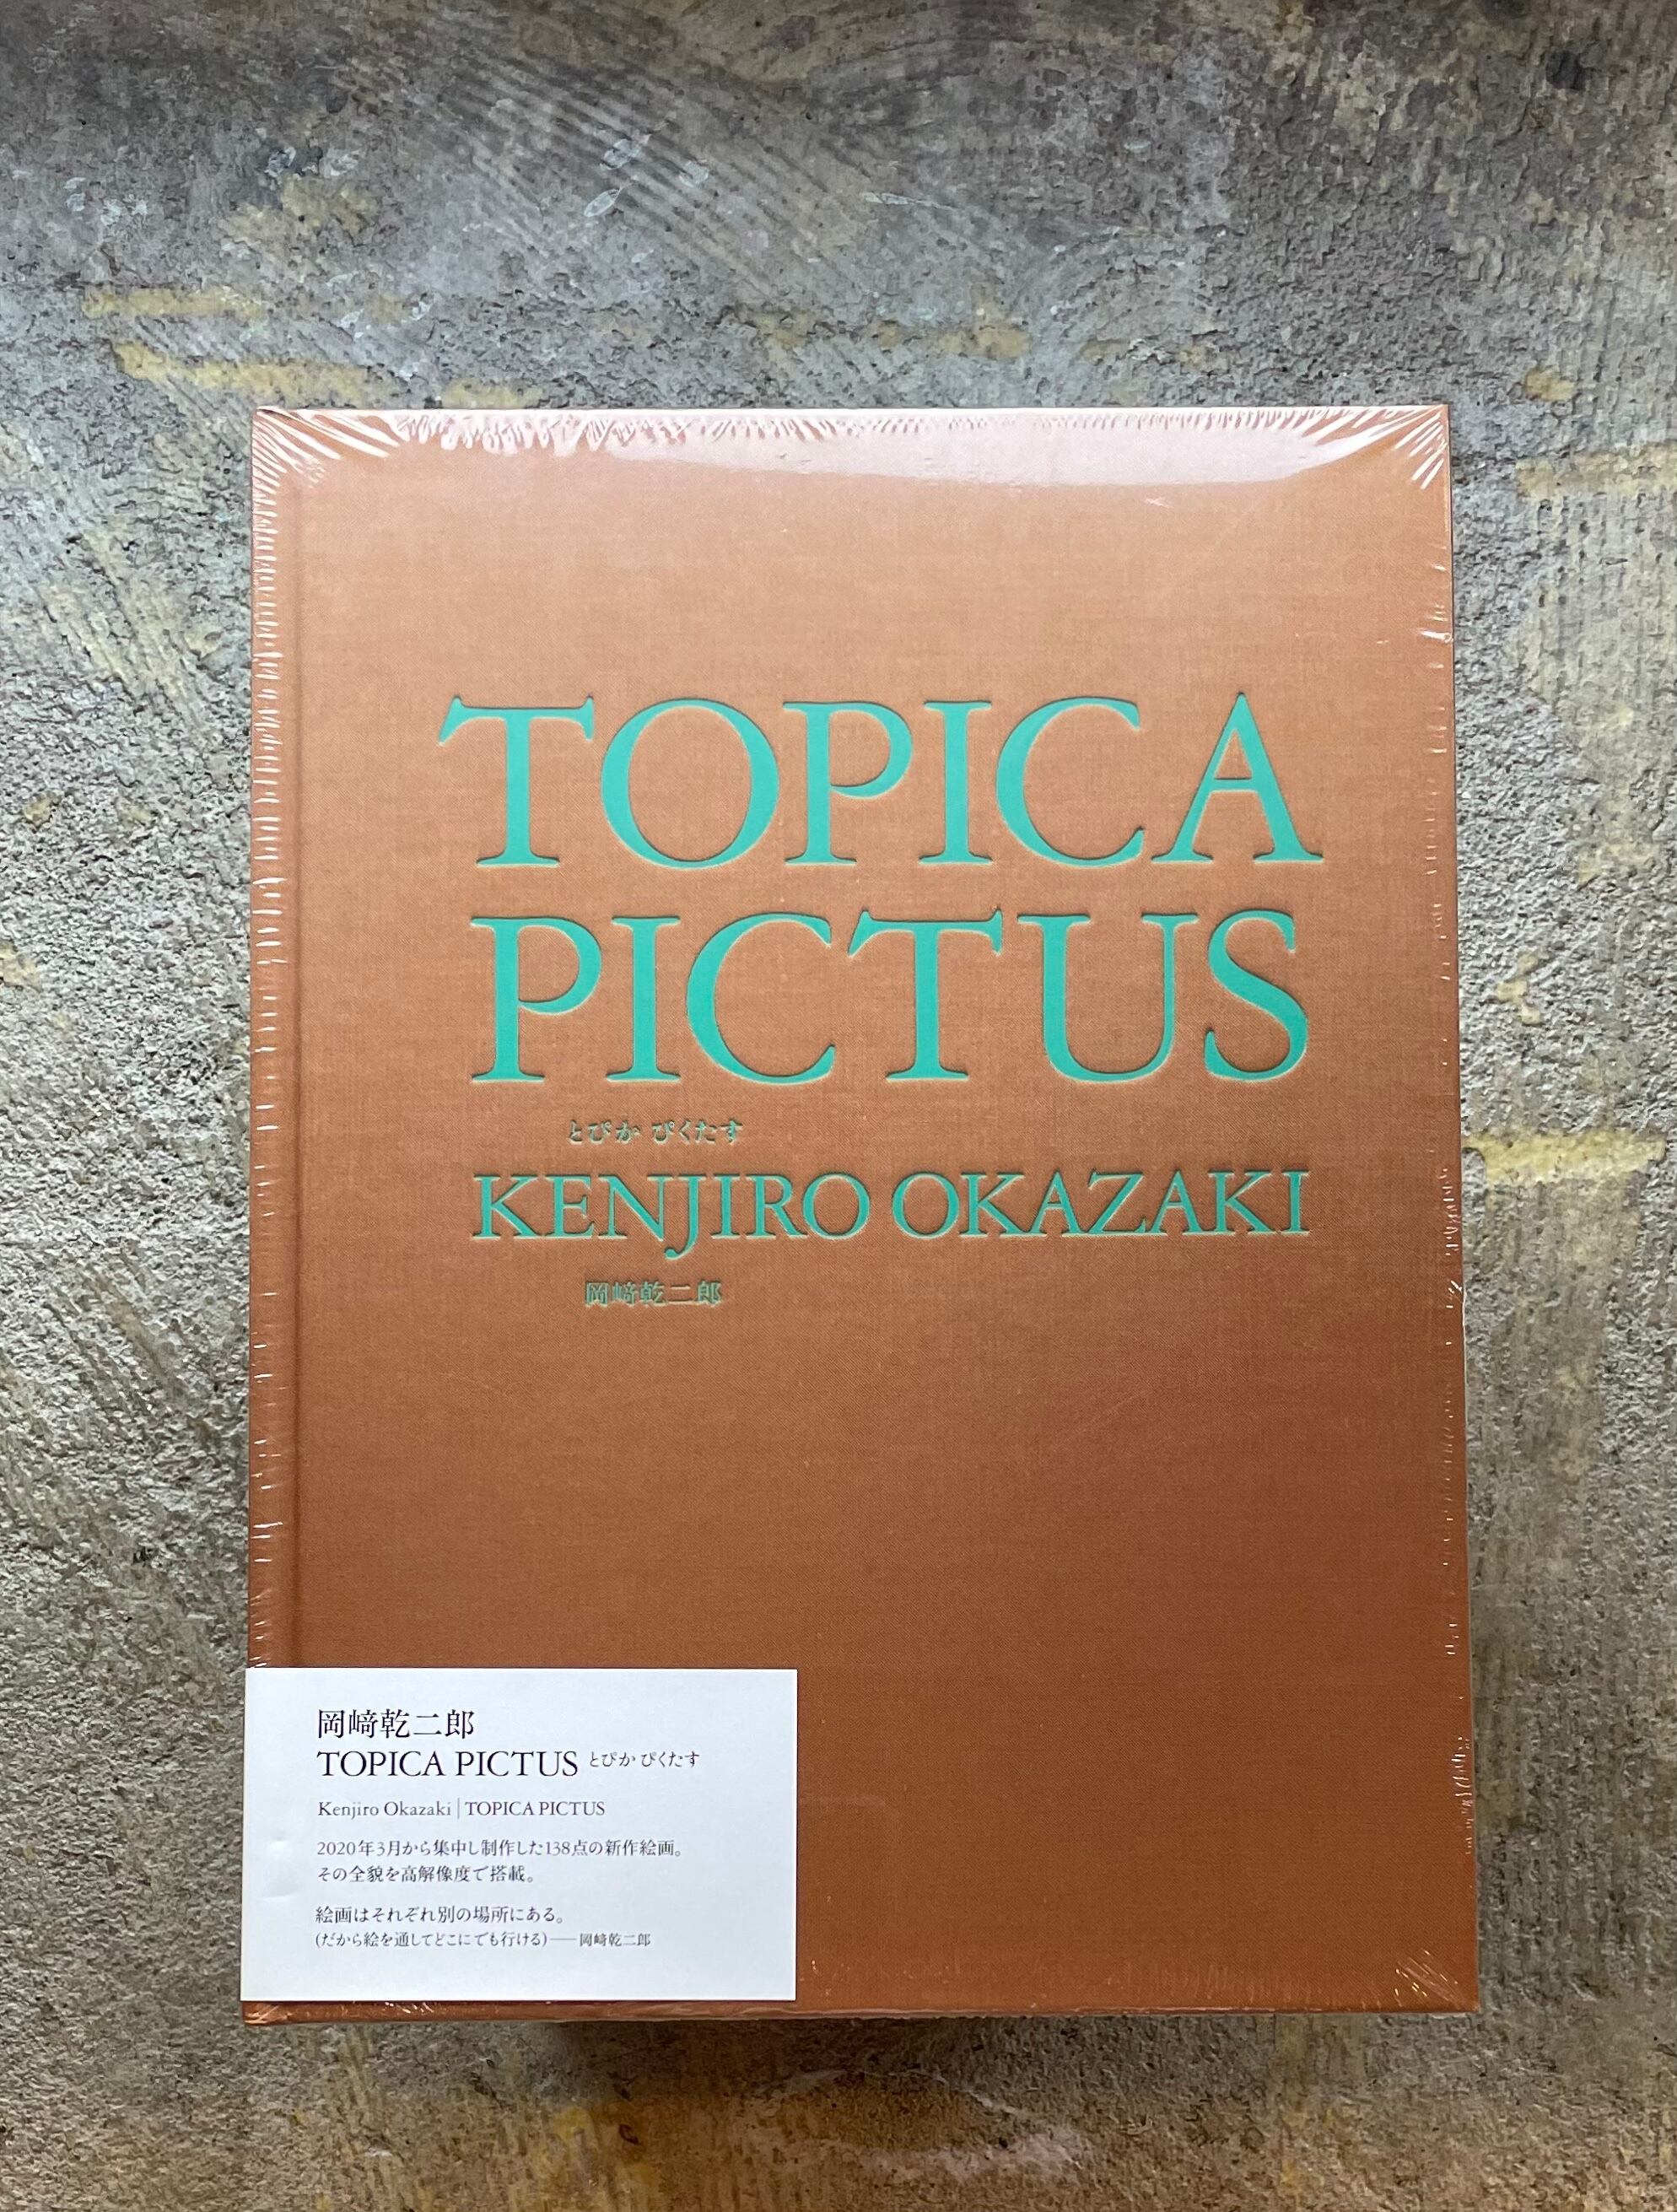 TOPICA
PICTUS
とぴか ぴくたす
KENJIRO OKAZAKI
岡﨑乾二郎
岡﨑乾二郎
TOPICA PICTUS とぴか ぴくたす
Kenjiro Okazaki | TOPICA PICTUS
2020年3月から集中し制作した138点の新作絵画。
その全貌を高解像度で搭載。
絵画はそれぞれ別の場所にある。
(だから絵を通してどこにでも行ける)——岡﨑乾二郎